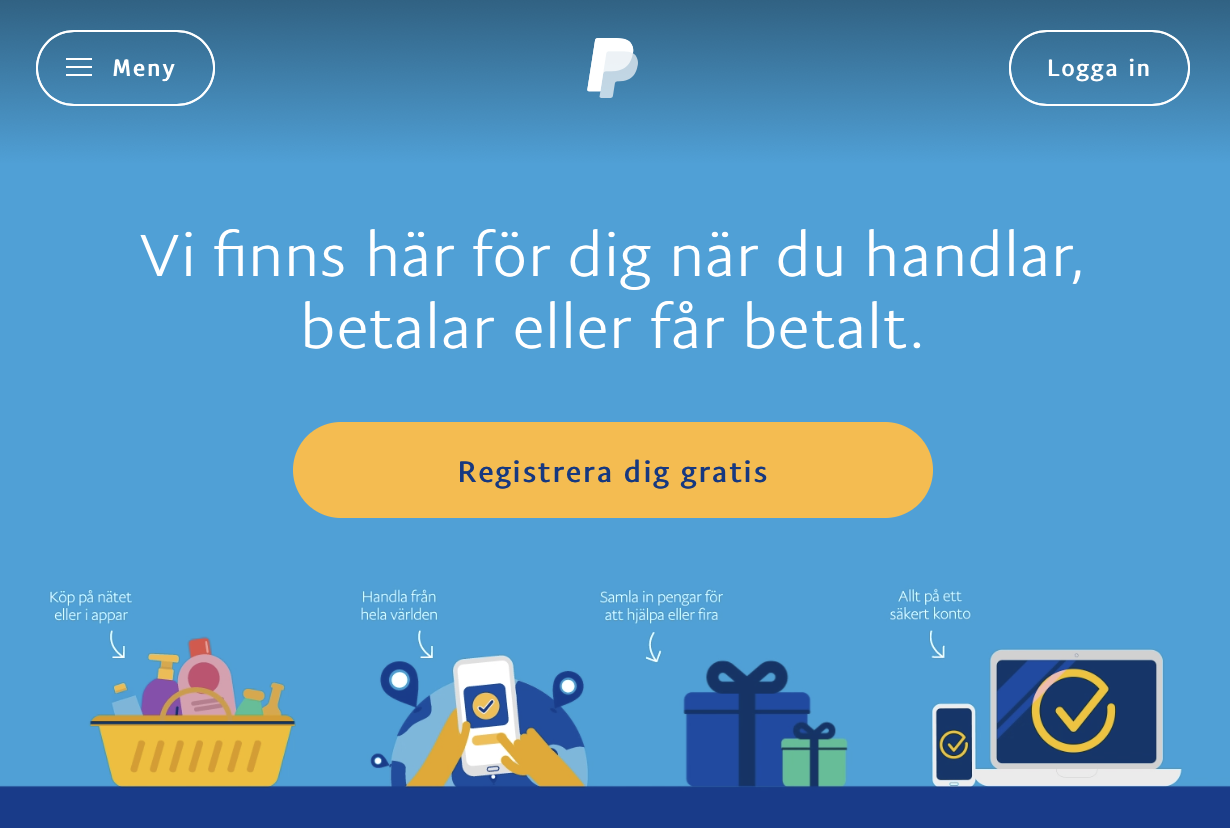 Meny
Logga in
Vi finns här för dig när du handlar,
betalar eller får betalt.
Registrera dig gratis
Köp på nätet
eller i appar
Handla från
hela världen
Samla in pengar för
att hjälpa eller fira
Allt på ett
säkert konto